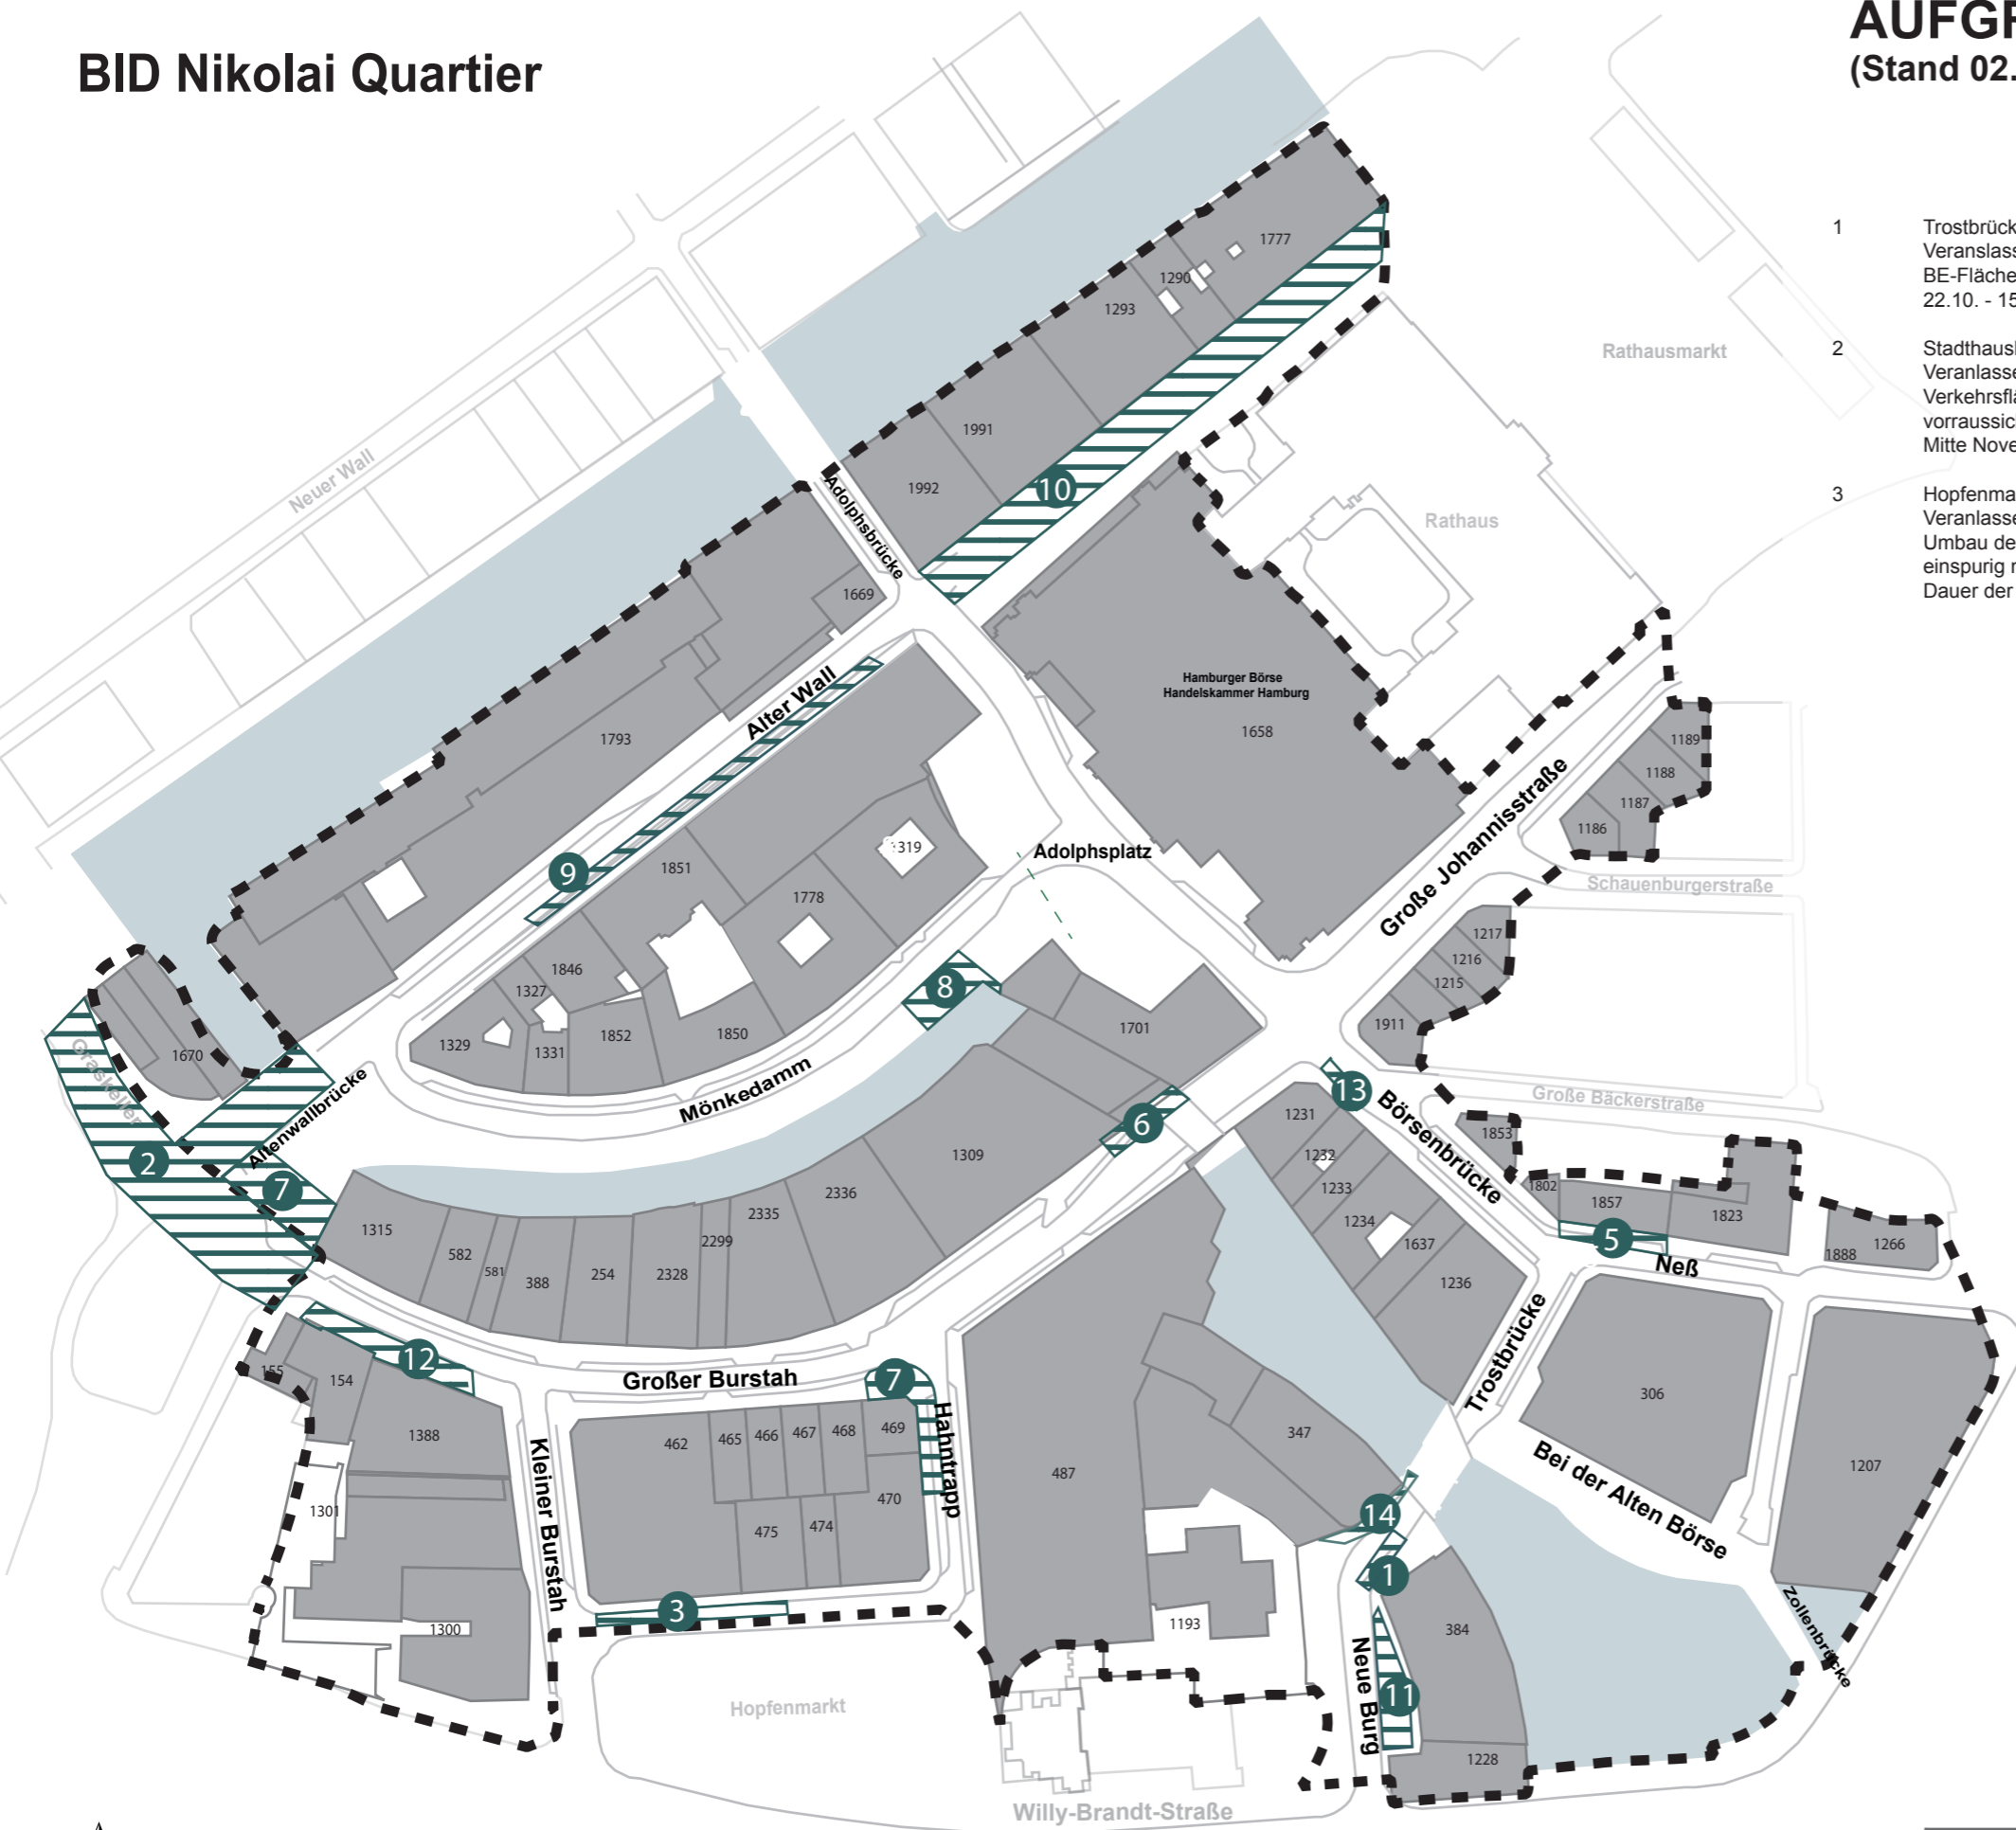 BID Nikolai Quartier
AUFGR
(Stand 02.
1
Trostbrück
Veranslass
BE-Fläche
22.10. - 15
2
Stadthaus
Veranlasse
Verkehrsflä
vorraussic
Mitte Nove
3
Hopfenma
Veranlasse
Umbau de
einspurig
Dauer der
Rathausmarkt
Rathaus
Neuer Wall
1777
1290
1293
1991
1992
10
Adolphsbrücke
1669
Alter Wall
1793
Hamburger Börse
Handelskammer Hamburg
1658
1189
1188
1187
1186
Große Johannisstraße
Schauenburgerstraße
Adolphsplatz
9
1851
1319
1778
1846
1327
1329
1331
1852
1850
8
1701
1217
1216
1215
1911
Graskeller
1670
Altenwallbrücke
Mönkedamm
2
7
6
13
Börsenbrücke
Große Bäckerstraße
1231
1232
1233
1234
1637
1236
1853
1802
1857
1823
1888
1266
5
Neß
1309
2336
2335
2299
2328
254
388
581
582
1315
12
155
154
1388
Großer Burstah
7
Hahntrapp
Kleiner Burstah
462
465
466
467
468
469
470
475
474
487
347
Trostbrücke
306
1207
Bei der Alten Börse
14
1
1301
1300
3
1193
384
Zollenbrücke
Neue Burg
11
1228
Hopfenmarkt
Willy-Brandt-Straße